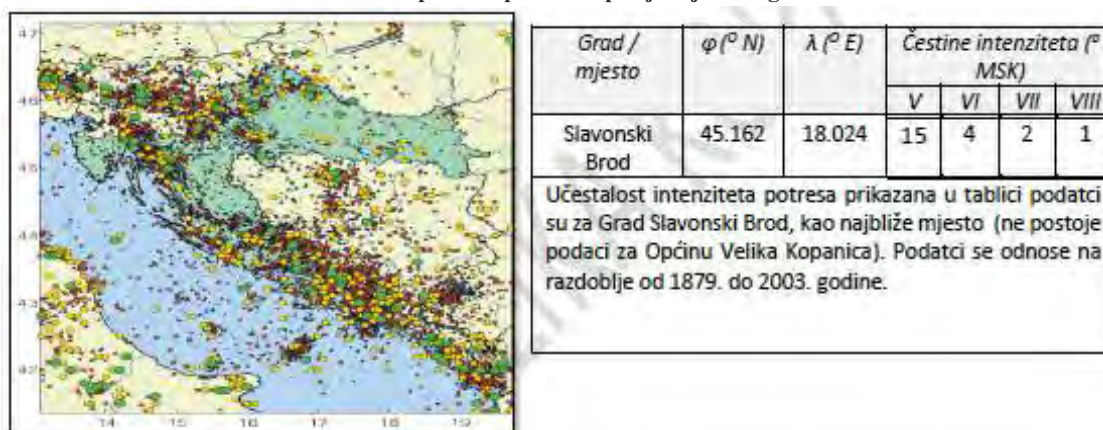 47
46
45
44
43
42
14 15 16 17 18 19
Grad / mjesto φ (⁰ N) λ (⁰ E) Čestine intenziteta (⁰ MSK)
V VI VII VIII
Slavonski Brod 45.162 18.024 15 4 2 1
Učestalost intenziteta potresa prikazana u tablici podatci
su za Grad Slavonski Brod, kao najbliže mjesto (ne postoje
podaci za Općinu Velika Kopanica). Podatci se odnose na
razdoblje od 1879. do 2003. godine.